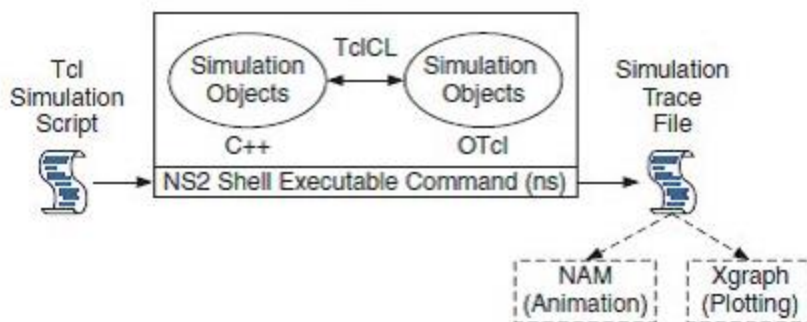 Tcl
Simulation
Script
TclCL
Simulation
Objects
Simulation
Objects
C++
OTcl
NS2 Shell Executable Command (ns)
Simulation
Trace
File
NAM
(Animation)
Xgraph
(Plotting)